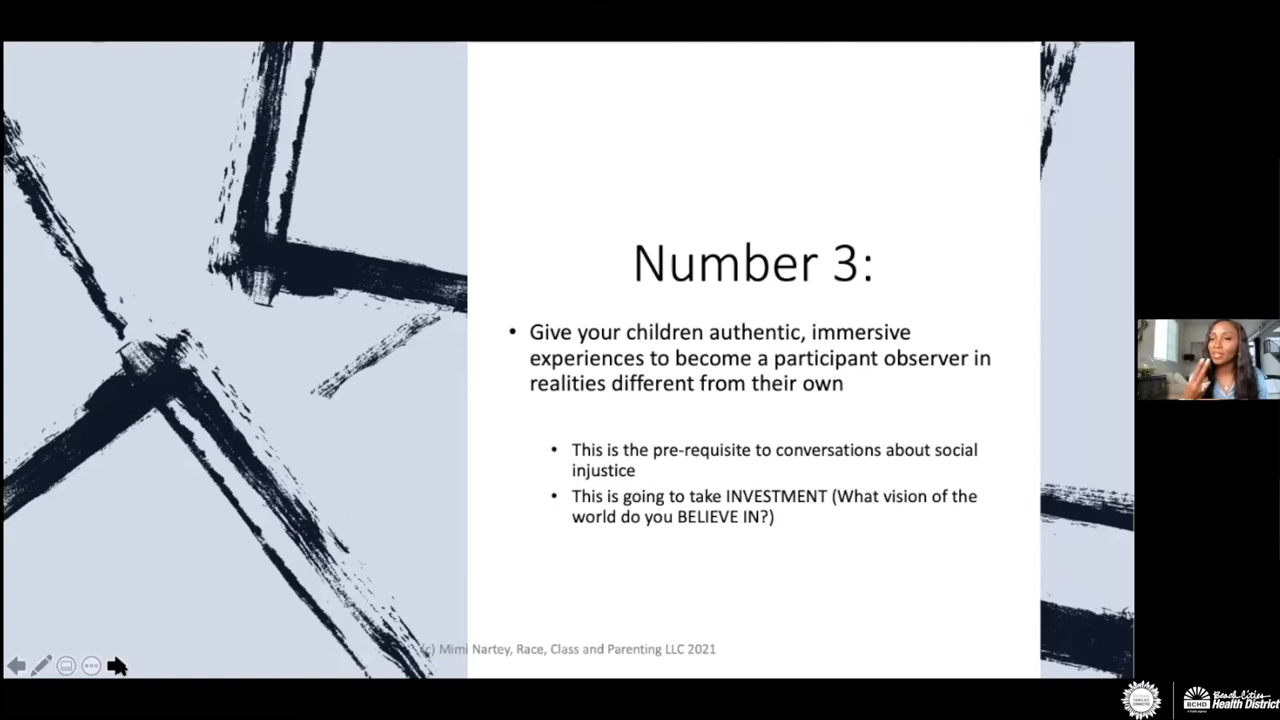 Number 3:
• Give your children authentic, immersive
experiences to become a participant observer in
realities different from their own
• This is the pre-requisite to conversations about social
injustice
• This is going to take INVESTMENT (What vision of the
world do you BELIEVE IN?)
(c) Mimi Nartey, Race, Class and Parenting LLC 2021
BCHD
Beach Cities
Health District